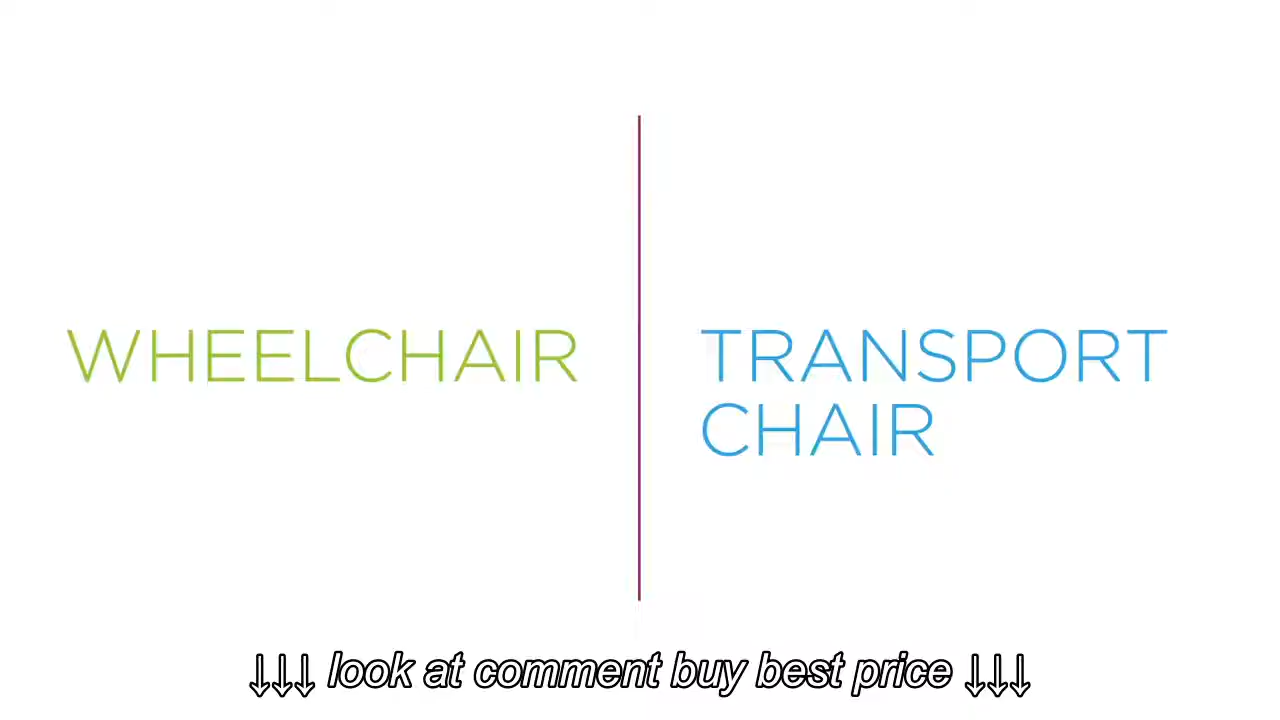 WHEELCHAIR
TRANSPORT
CHAIR
↓↓↓ look at comment buy best price ↓↓↓